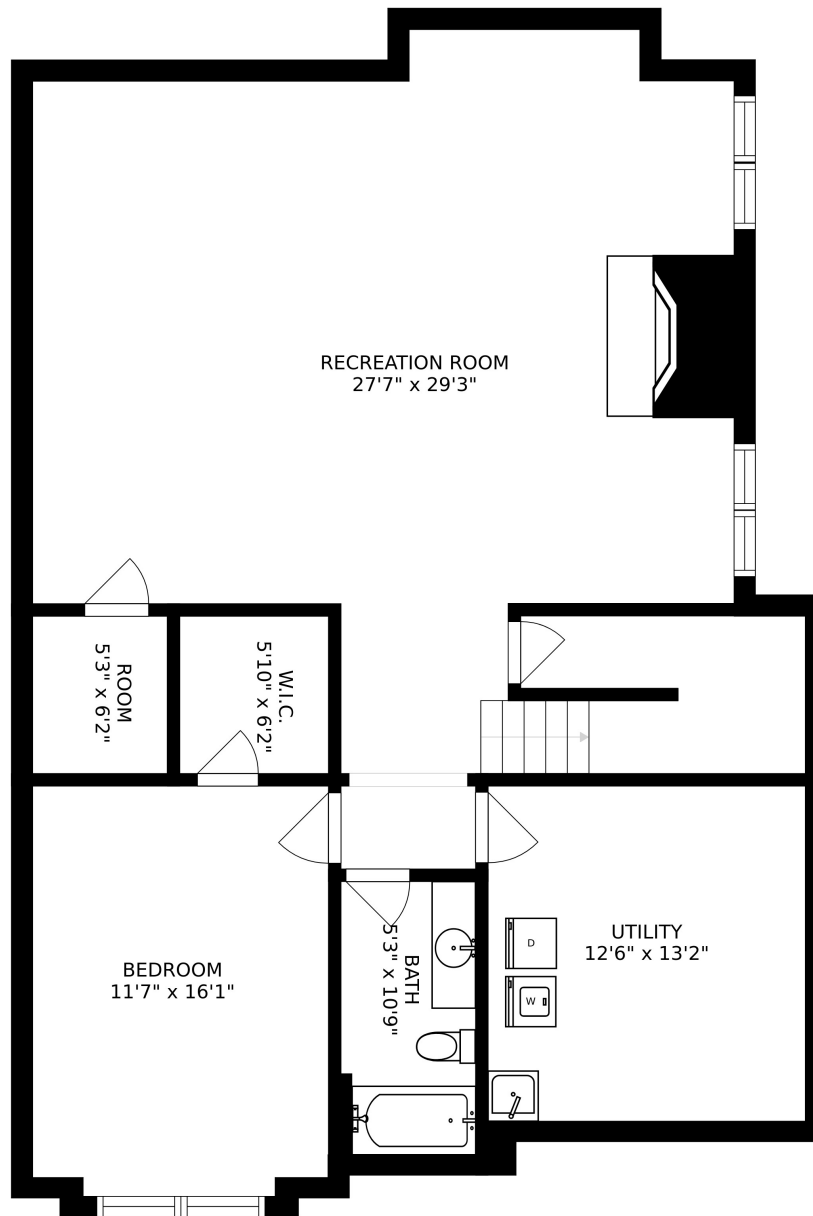 RECREATION ROOM
27'7" x 29'3"
ROOM
5'3" x 6'2"
W.I.C.
5'10" x 6'2"
BEDROOM
11'7" x 16'1"
BATH
5'3" x 10'9"
UTILITY
12'6" x 13'2"
D
W